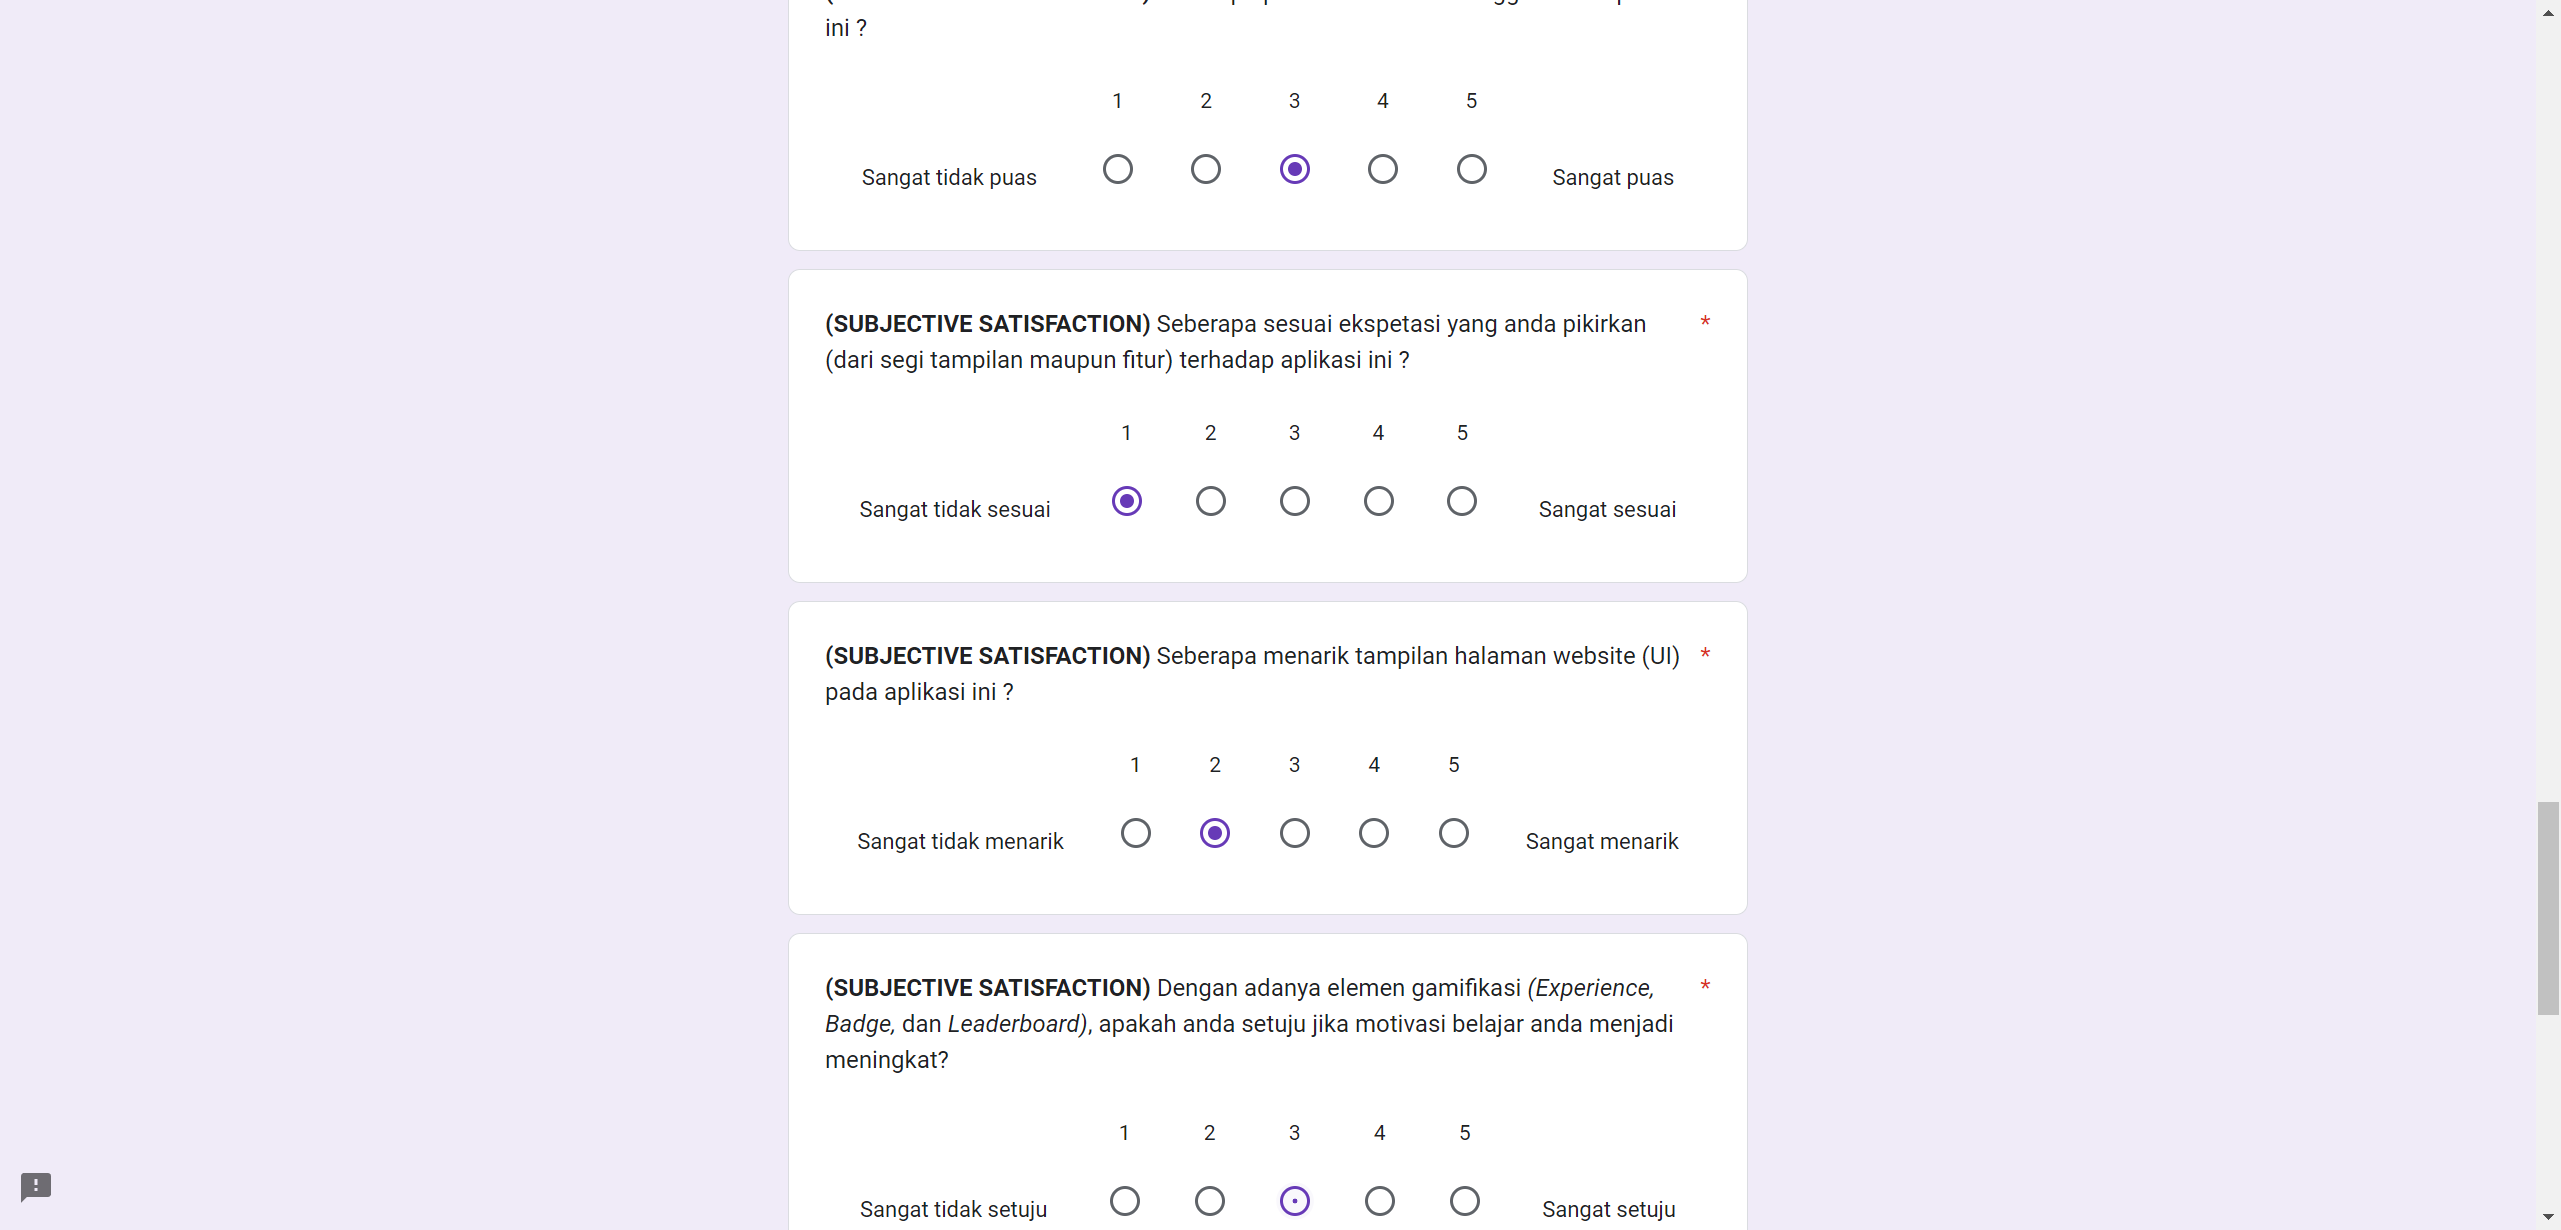 ini ?
1 2 3 4 5
Sangat tidak puas Sangat puas
(SUBJECTIVE SATISFACTION) Seberapa sesuai ekspetasi yang anda pikirkan *
(dari segi tampilan maupun fitur) terhadap aplikasi ini ?
1 2 3 4 5
Sangat tidak sesuai Sangat sesuai
(SUBJECTIVE SATISFACTION) Seberapa menarik tampilan halaman website (UI) *
pada aplikasi ini ?
1 2 3 4 5
Sangat tidak menarik Sangat menarik
(SUBJECTIVE SATISFACTION) Dengan adanya elemen gamifikasi (Experience, *
Badge, dan Leaderboard), apakah anda setuju jika motivasi belajar anda menjadi
meningkat?
1 2 3 4 5
Sangat tidak setuju Sangat setuju